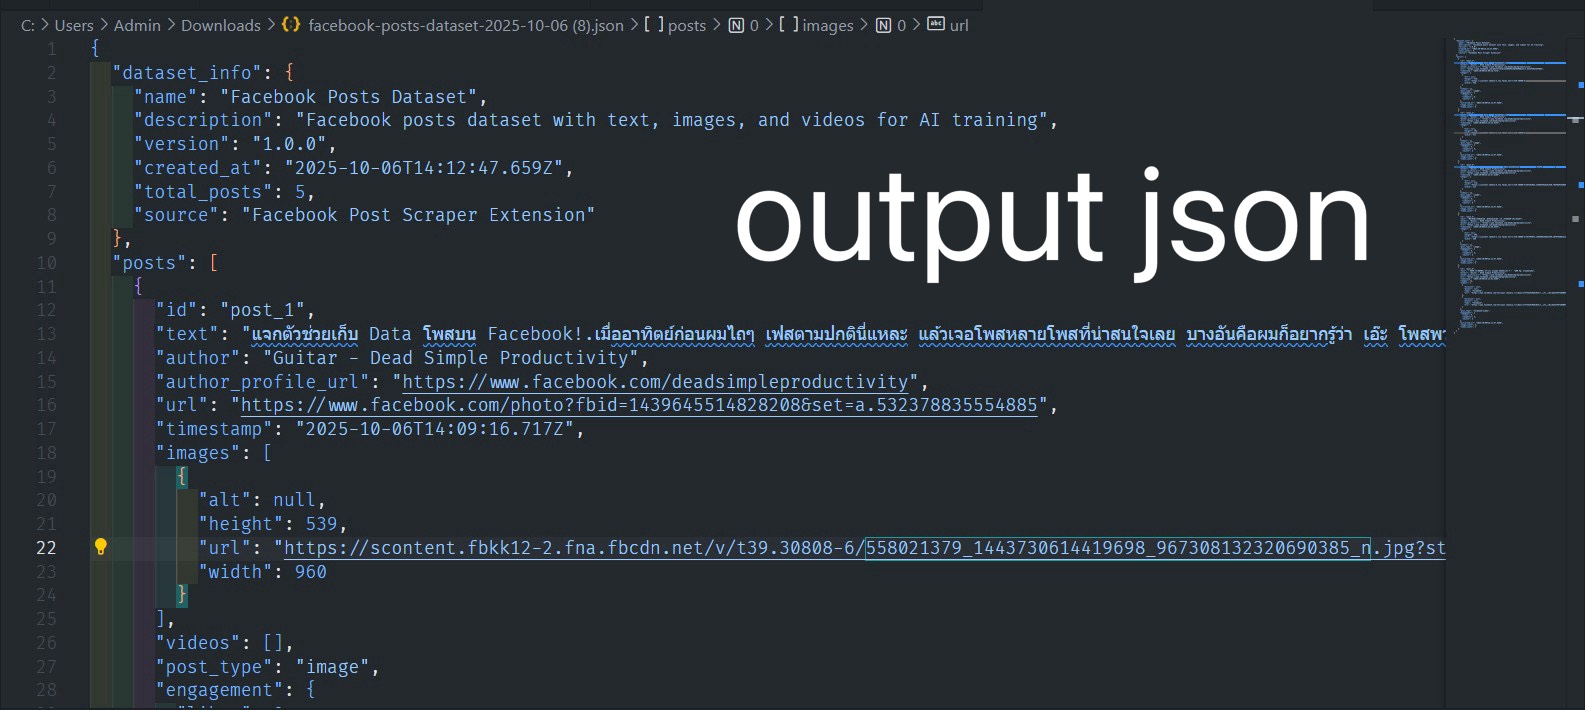 C: > Users > Admin > Downloads > {} facebook-posts-dataset-2025-10-06 (8).json > [ ] posts > 0 > [ ] images > 0 > url
1 {
2 "dataset_info": {
3 "name": "Facebook Posts Dataset",
4 "description": "Facebook posts dataset with text, images, and videos for AI training",
5 "version": "1.0.0",
6 "created_at": "2025-10-06T14:12:47.659Z",
7 "total_posts": 5,
8 "source": "Facebook Post Scraper Extension"
9 },
output json
10 "posts": [
11 {
12 "id": "post_1",
13 "text": "แจกตัวช่วยเก็บ Data โพสบน Facebook!.เมื่ออาทิตย์ก่อนผมไถๆ เฟสตามปกตินี่แหละ แล้วเจอโพสหลายโพสที่น่าสนใจเลย บางอันคือผมก็อยากรู้ว่า เอ๊ะ โพสพว
14 "author": "Guitar - Dead Simple Productivity",
15 "author_profile_url": "https://www.facebook.com/deadsimpleproductivity",
16 "url": "https://www.facebook.com/photo?fbid=1439645514828208&set=a.532378835554885",
17 "timestamp": "2025-10-06T14:09:16.717Z",
18 "images": [
19 {
20 "alt": null,
21 "height": 539,
22 "url": "https://scontent.fbkk12-2.fna.fbcdn.net/v/t39.30808-6/558021379_1443730614419698_967308132320690385_n.jpg?st
23 "width": 960
24 }
25 ],
26 "videos": [],
27 "post_type": "image",
28 "engagement": {